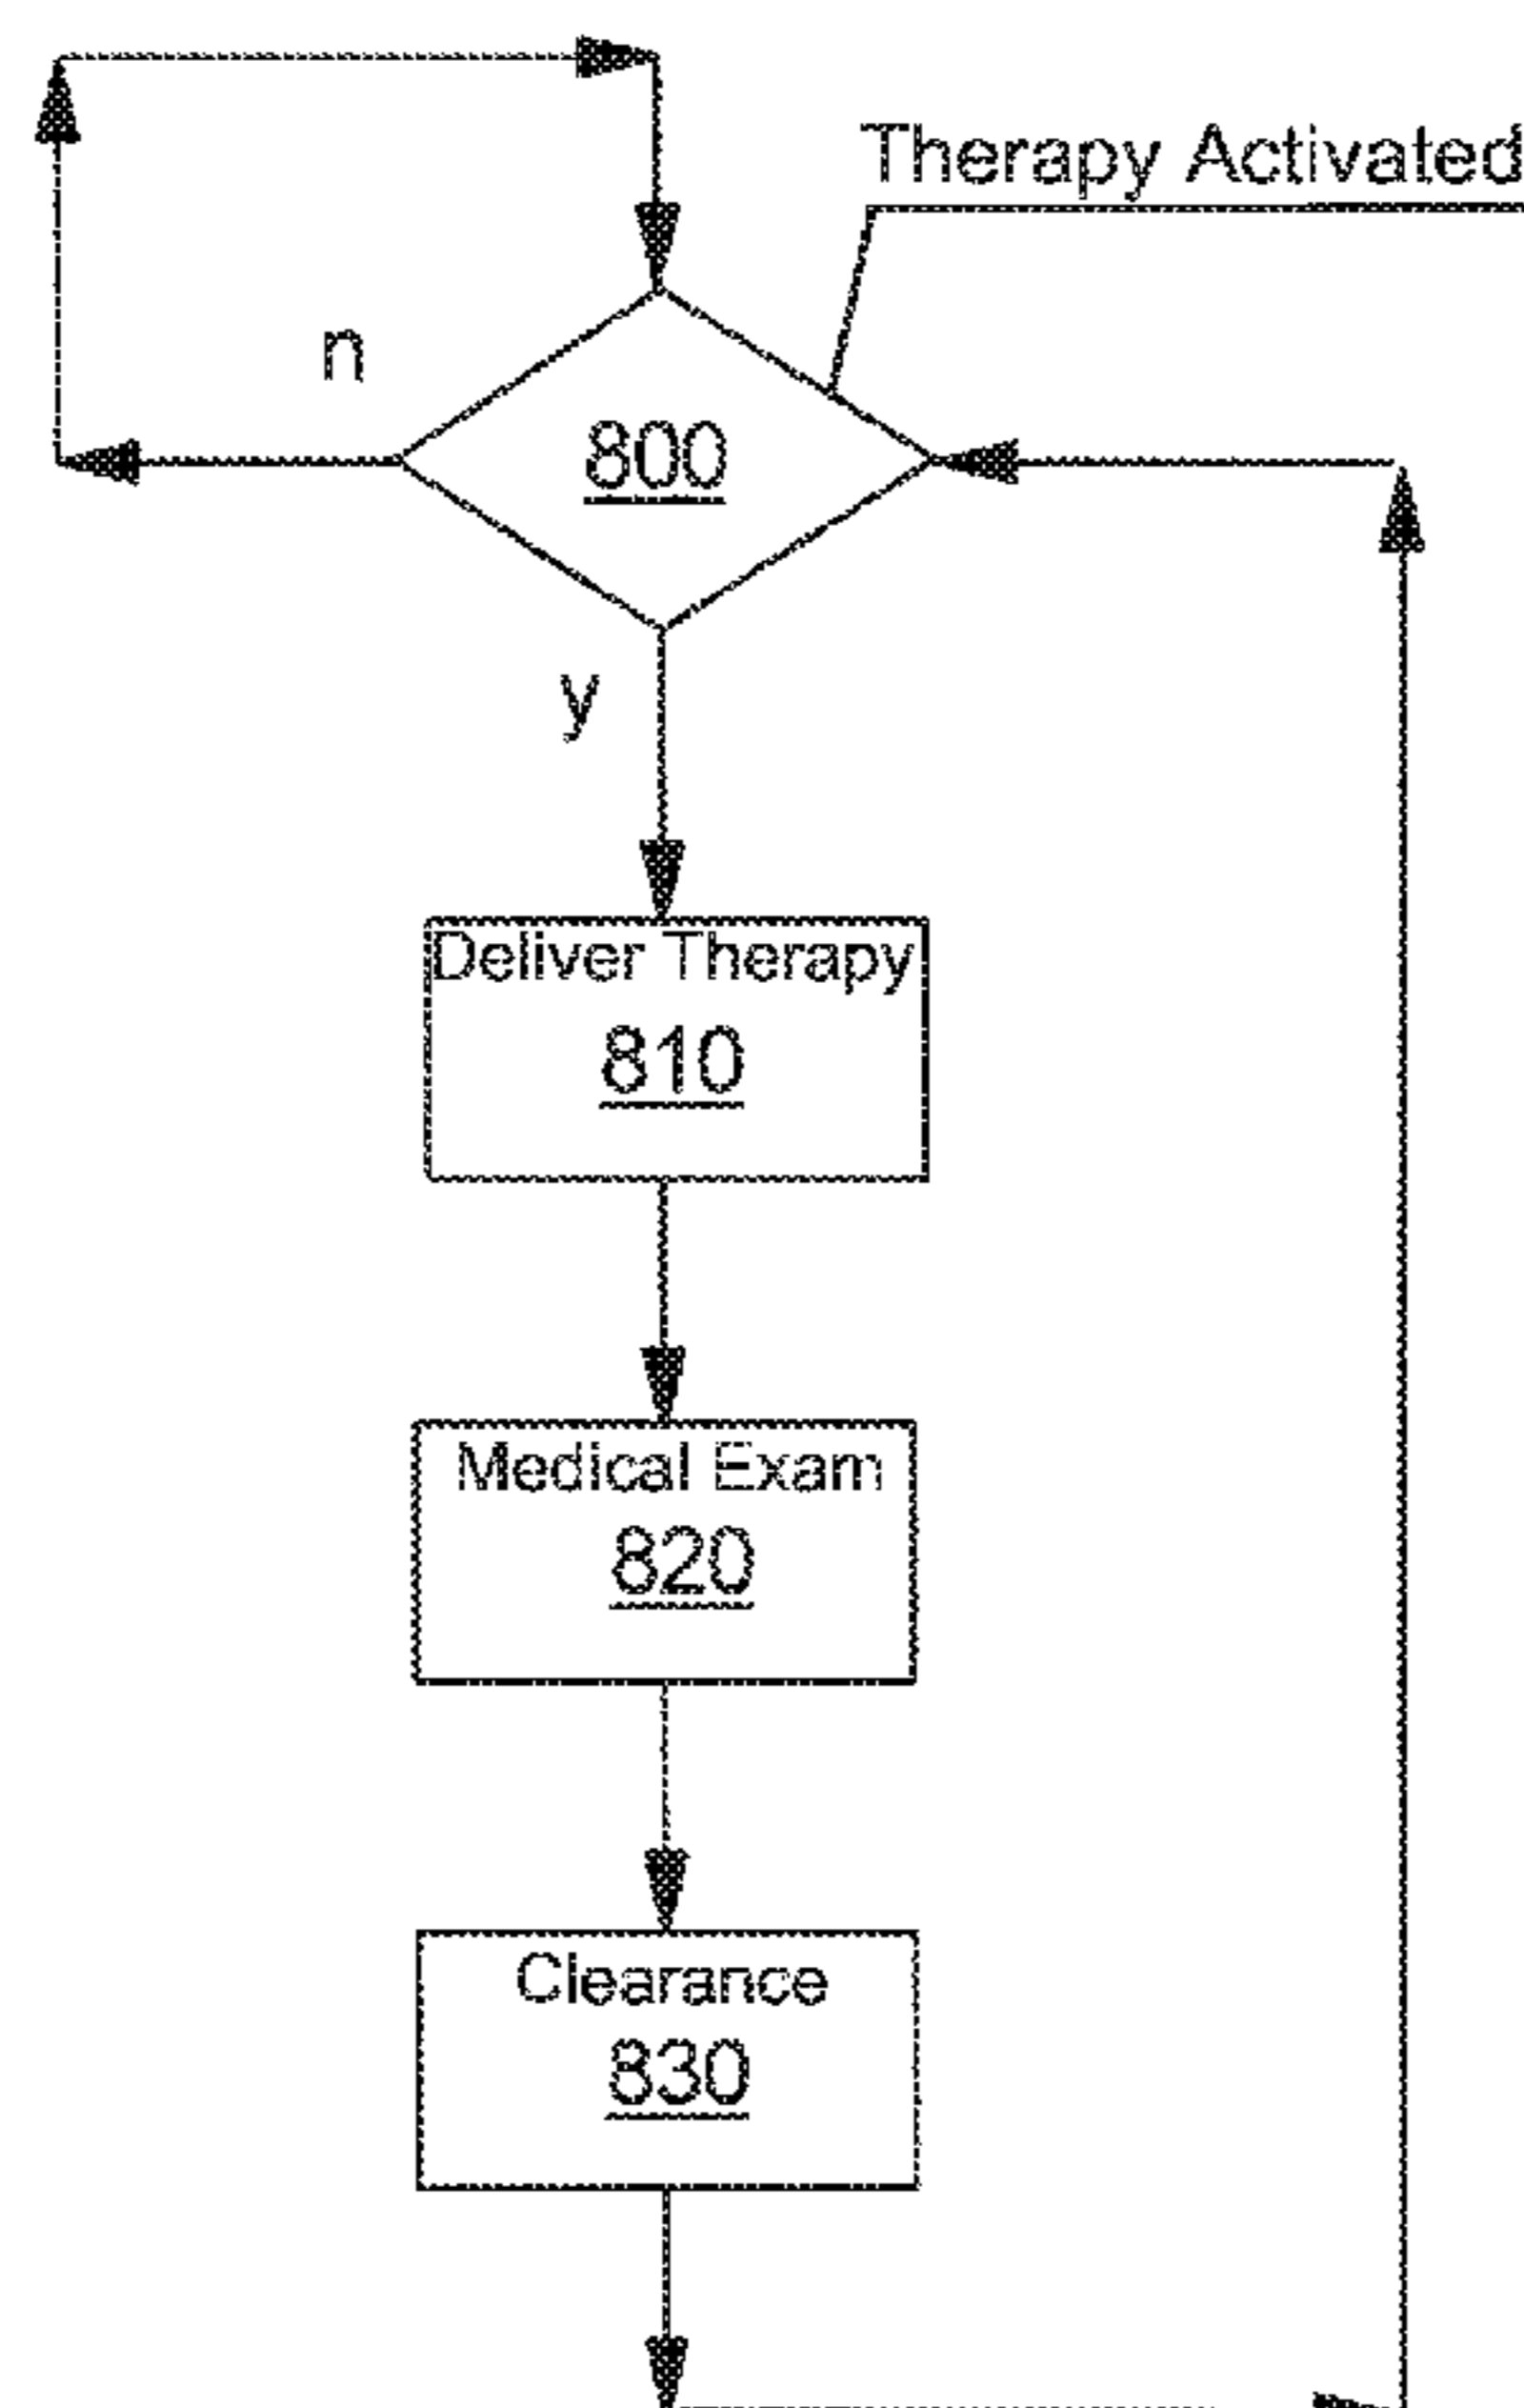 Therapy Activated
n
800
y
Deliver Therapy
810
Medical Exam
820
Clearance
830